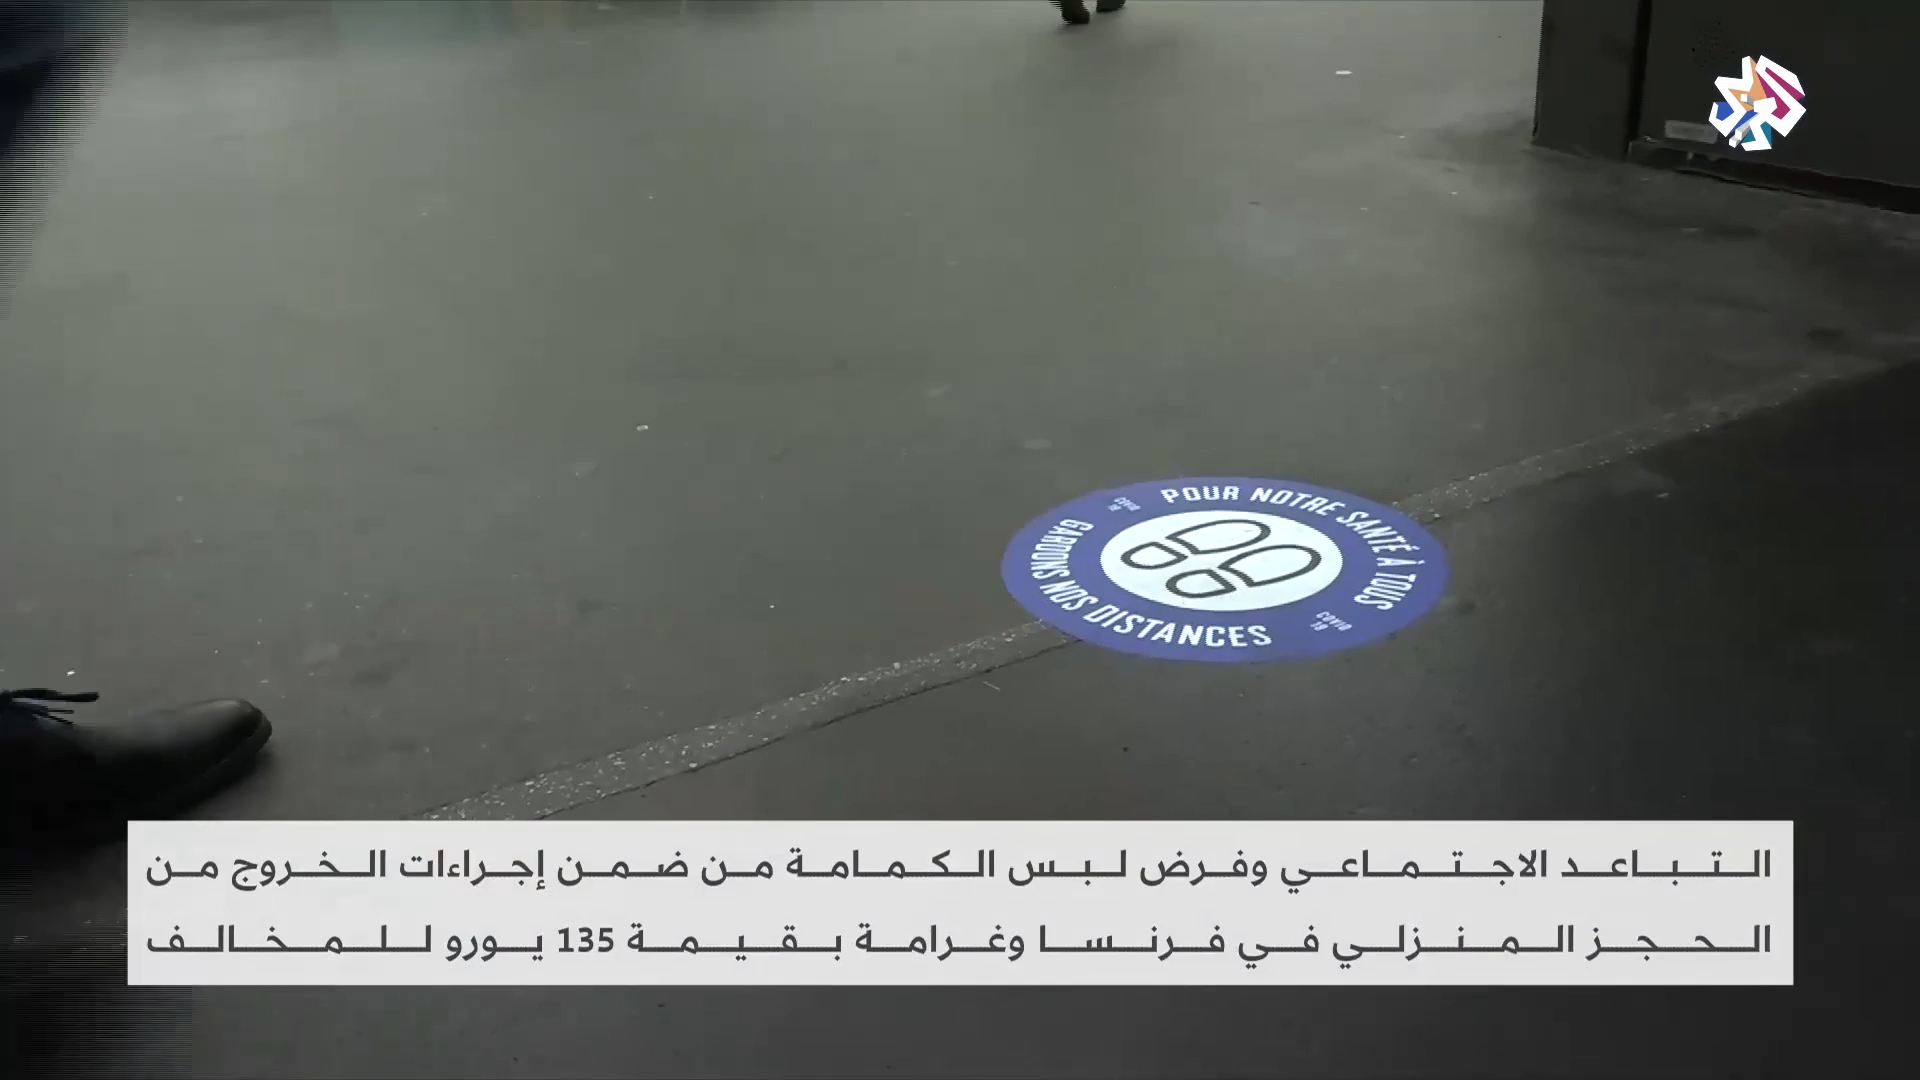 POUR NOTRE SANTÉ À TOUS
GARDONS NOS DISTANCES
COVID
19
COVID
19
التباعد الاجتماعي وفرض لبس الكمامة من ضمن إجراءات الخروج من
الحجز المنزلي في فرنسا وغرامة بقيمة 135 يورو للمخالف